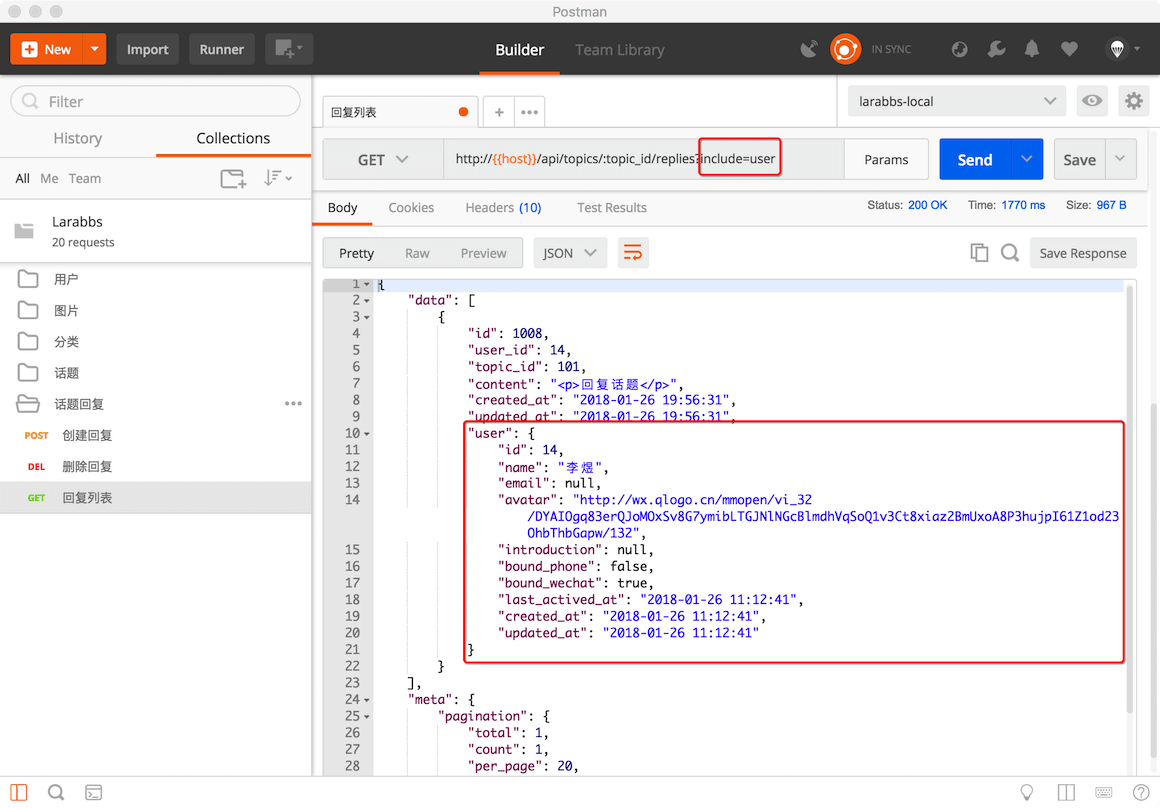 Postman
New
Import
Runner
Builder
Team Library
IN SYNC
Filter
History
Collections
All Me Team
Larabbs
20 requests
用户
图片
分类
话题
话题回复
POST 创建回复
DEL 删除回复
GET 回复列表
回复列表
larabbs-local
GET
http://{{host}}/api/topics/:topic_id/replies?include=user
Params
Send
Save
Body
Cookies
Headers (10)
Test Results
Status: 200 OK
Time: 1770 ms
Size: 967 B
Pretty
Raw
Preview
JSON
Save Response
1 {
2 "data": [
3 {
4 "id": 1008,
5 "user_id": 14,
6 "topic_id": 101,
7 "content": "<p>回复话题</p>",
8 "created_at": "2018-01-26 19:56:31",
9 "updated_at": "2018-01-26 19:56:31",
10 "user": {
11 "id": 14,
12 "name": "李煜",
13 "email": null,
14 "avatar": "http://wx.qlogo.cn/mmopen/vi_32
/DYAIOgq83erQJoMOxSv8G7ymibLTGJNlNGcBlmdhVqSoQ1v3Ct8xiaz2BmUxoA8P3hujpI61Z1od23
OhbThbGapw/132",
15 "introduction": null,
16 "bound_phone": false,
17 "bound_wechat": true,
18 "last_actived_at": "2018-01-26 11:12:41",
19 "created_at": "2018-01-26 11:12:41",
20 "updated_at": "2018-01-26 11:12:41"
21 }
22 }
23 ],
24 "meta": {
25 "pagination": {
26 "total": 1,
27 "count": 1,
28 "per_page": 20,